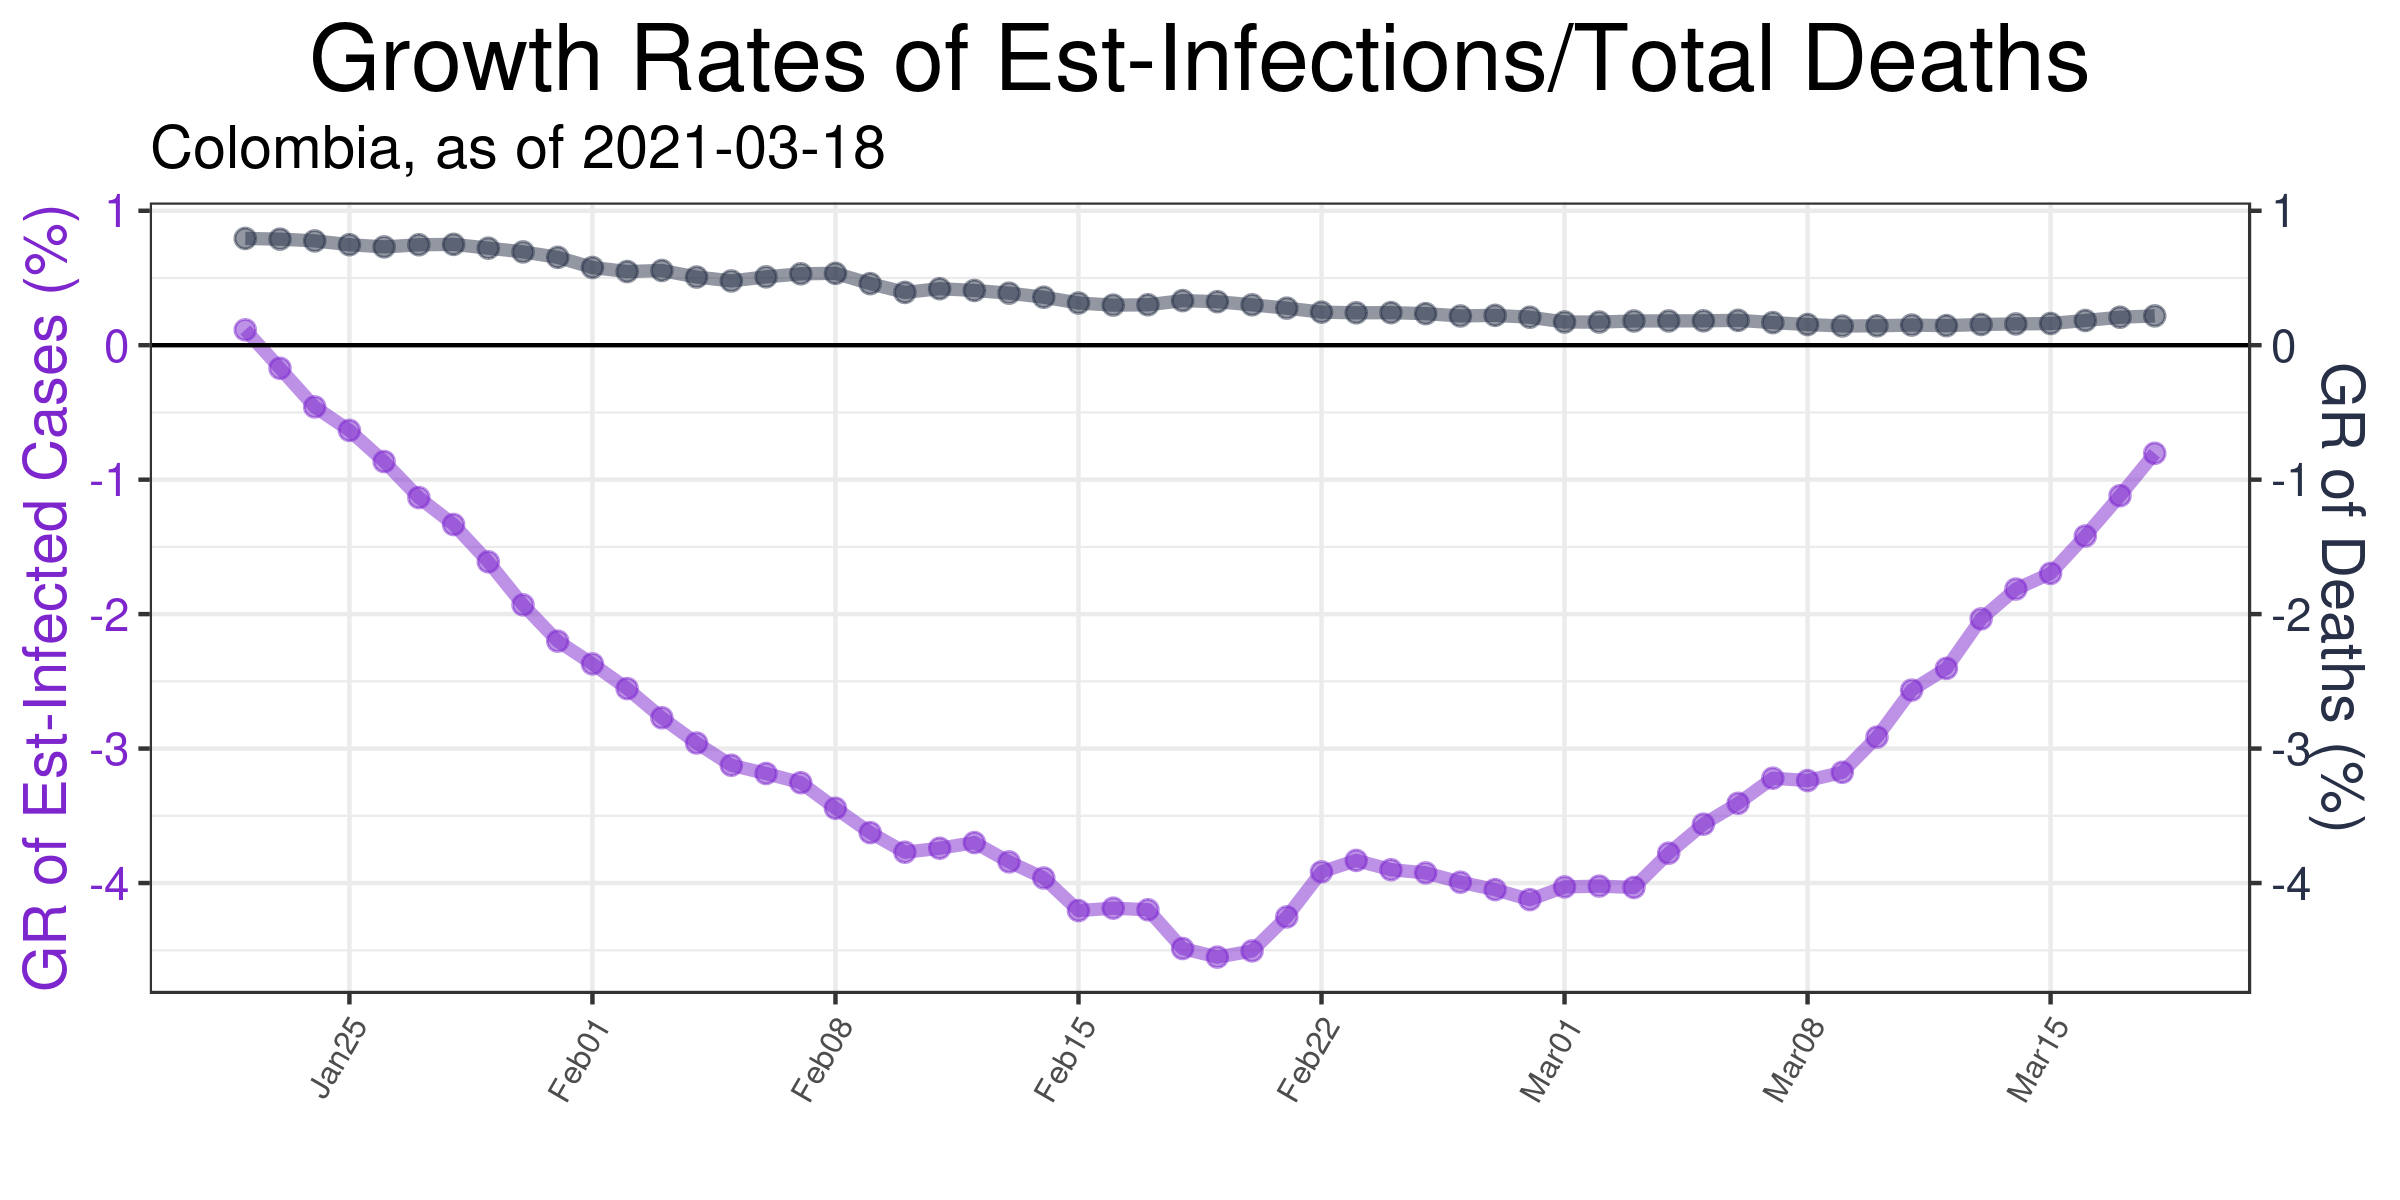 Growth Rates of Est-Infections/Total Deaths
Colombia, as of 2021-03-18
GR of Est-Infected Cases (%)
1
0
-1
-2
-3
-4
1
0
-1
-2
-3
-4
GR of Deaths (%)
Jan25
Feb01
Feb08
Feb15
Feb22
Mar01
Mar08
Mar15